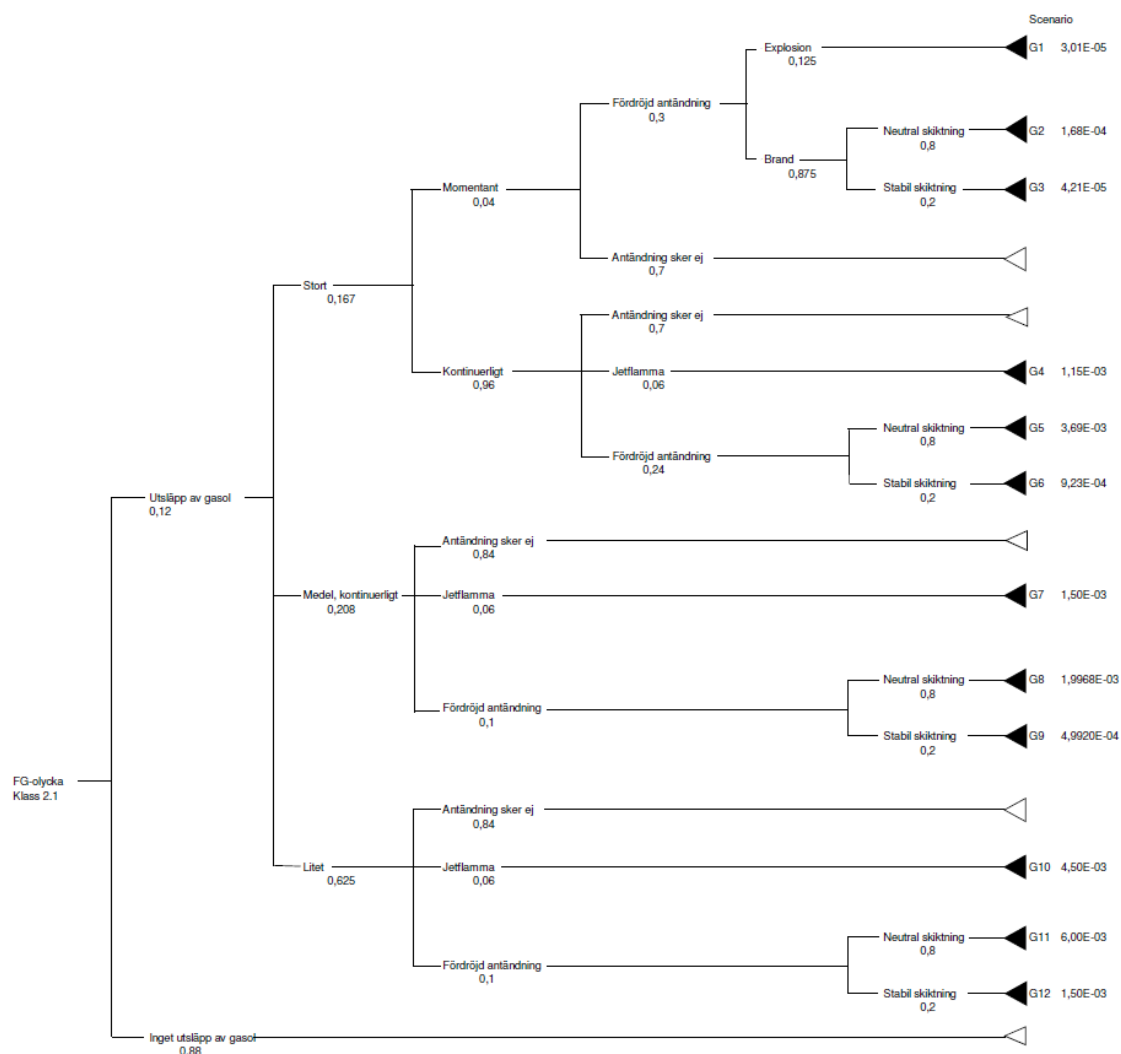 Scenario
Explosion
0,125
G1 3,01E-05
Fördröjd antändning
0,3
Neutral skiktning
0,8
G2 1,68E-04
Brand
0,875
Momentant
0,04
Stabil skiktning
0,2
G3 4,21E-05
Antändning sker ej
0,7
Stort
0,167
Antändning sker ej
0,7
Kontinuerligt
0,96
Jetflamma
0,06
G4 1,15E-03
Neutral skiktning
0,8
G5 3,69E-03
Fördröjd antändning
0,24
Stabil skiktning
0,2
G6 9,23E-04
Utsläpp av gasol
0,12
Antändning sker ej
0,84
Medel, kontinuerligt
0,208
Jetflamma
0,06
G7 1,50E-03
Neutral skiktning
0,8
G8 1,9968E-03
Fördröjd antändning
0,1
Stabil skiktning
0,2
G9 4,9920E-04
FG-olycka
Klass 2.1
Antändning sker ej
0,84
Litet
0,625
Jetflamma
0,06
G10 4,50E-03
Neutral skiktning
0,8
G11 6,00E-03
Fördröjd antändning
0,1
Stabil skiktning
0,2
G12 1,50E-03
Inget utsläpp av gasol
0,88